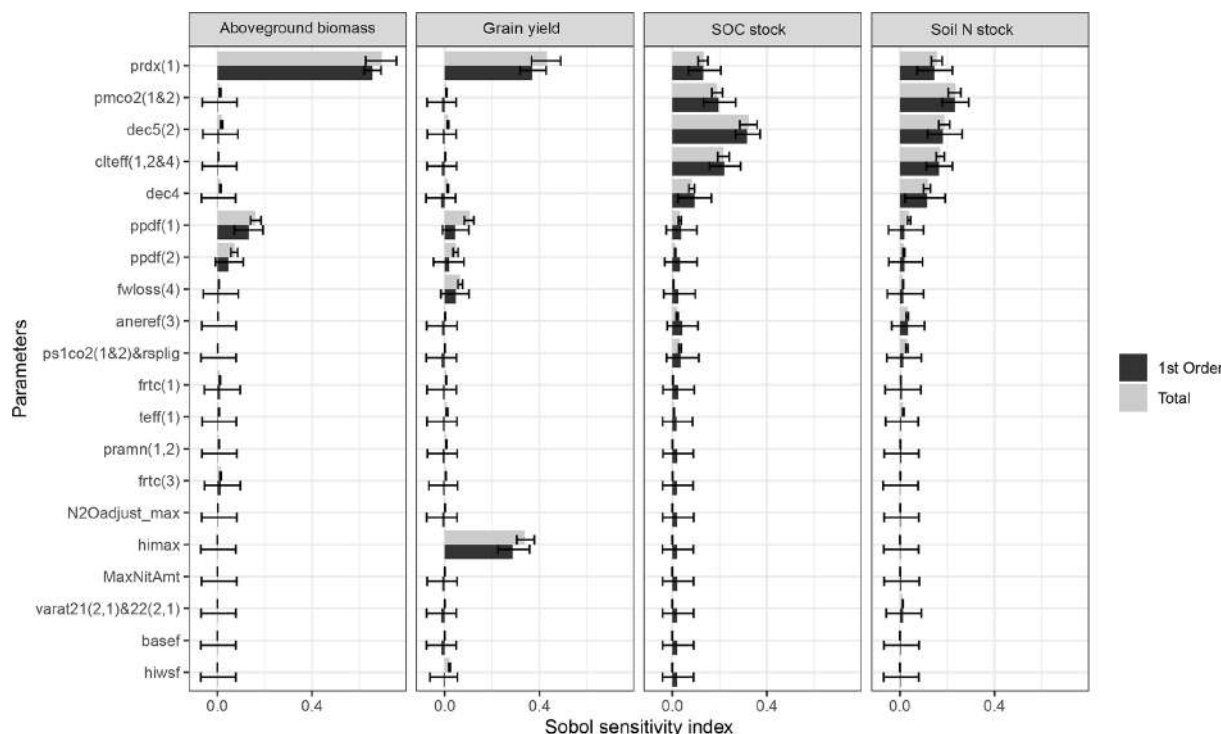 Aboveground biomass
Grain yield
SOC stock
Soil N stock
prdx(1)
pmco2(1&2)
dec5(2)
clteff(1,2&4)
dec4
ppdf(1)
ppdf(2)
fwloss(4)
aneref(3)
ps1co2(1&2)&rsplig
frtc(1)
teff(1)
pramn(1,2)
frtc(3)
N2Oadjust_max
himax
MaxNitAmt
varat21(2,1)&22(2,1)
basef
hiwsf
Parameters
1st Order
Total
0.0 0.4 0.0 0.4 0.0 0.4 0.0 0.4
Sobol sensitivity index